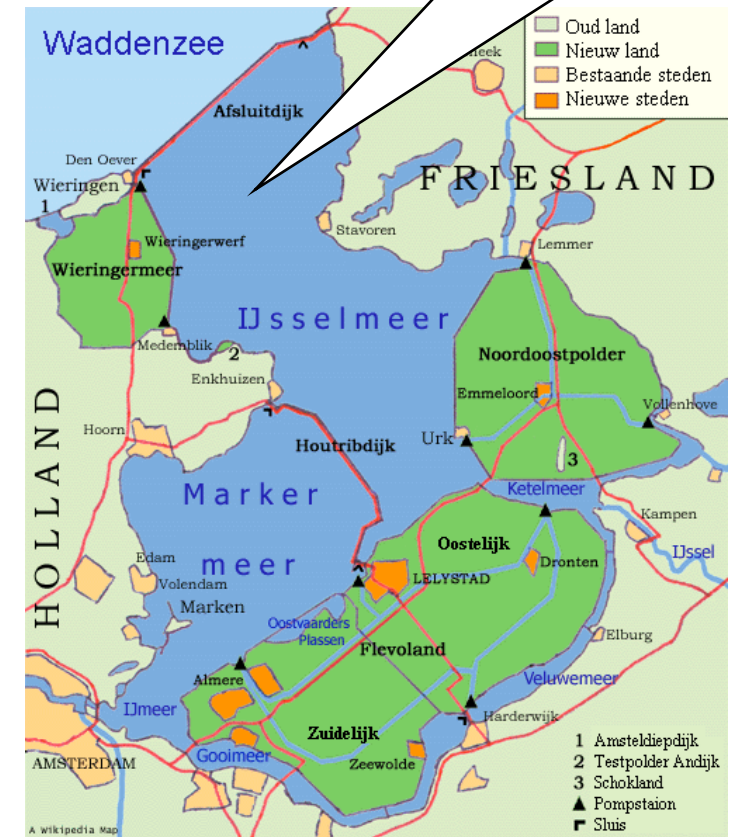 Waddenzee
Oud land
Nieuw land
Bestaande steden
Nieuwe steden
Afsluitdijk
Den Oever
Wieringen
1
FRIESLAND
Stavoren
Wieringerwerf
Lemmer
Wieringermeer
IJsselmeer
Medemblik
2
Noordoostpolder
Enkhuizen
Emmeloord
Vollenhove
HOLLAND
Hoorn
Houtribdijk
Urk
3
Marker
meer
Ketelmeer
Kampen
Oostelijk
IJssel
Edam
Volendam
Dronten
LELYSTAD
Marken
Oostvaarders
Plassen
Elburg
Flevoland
Almere
Veluwemeer
IJmeer
Harderwijk
Zuidelijk
Gooimeer
AMSTERDAM
Zeewolde
1 Amsteldiepdijk
2 Testpolder Andijk
3 Schokland
Pompstaion
Sluis
A Wikipedia Map